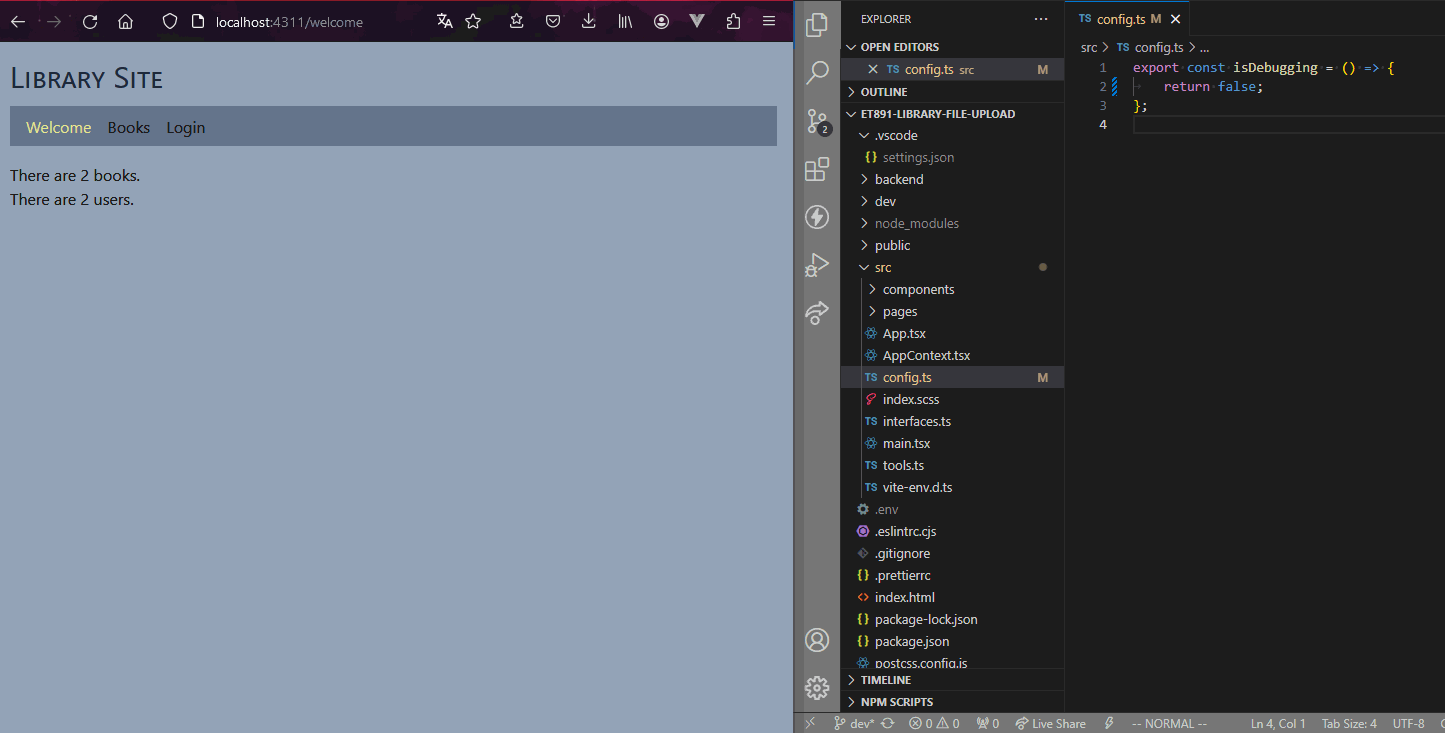 localhost:4311/welcome
Library Site
Welcome Books Login
There are 2 books.
There are 2 users.
2
EXPLORER ...
OPEN EDITORS
TS config.ts src M
OUTLINE
ET891-LIBRARY-FILE-UPLOAD
.vscode
{} settings.json
backend
dev
node_modules
public
src
components
pages
App.tsx
AppContext.tsx
TS config.ts M
index.scss
TS interfaces.ts
main.tsx
TS tools.ts
TS vite-env.d.ts
.env
.eslintrc.cjs
.gitignore
{} .prettierrc
<> index.html
{} package-lock.json
{} package.json
postcss.config.js
TIMELINE
NPM SCRIPTS
TS config.ts M
src > TS config.ts > ...
1 export const isDebugging = () => {
2 return false;
3 };
4
dev* 0 0 0 Live Share -- NORMAL -- Ln 4, Col 1 Tab Size: 4 UTF-8